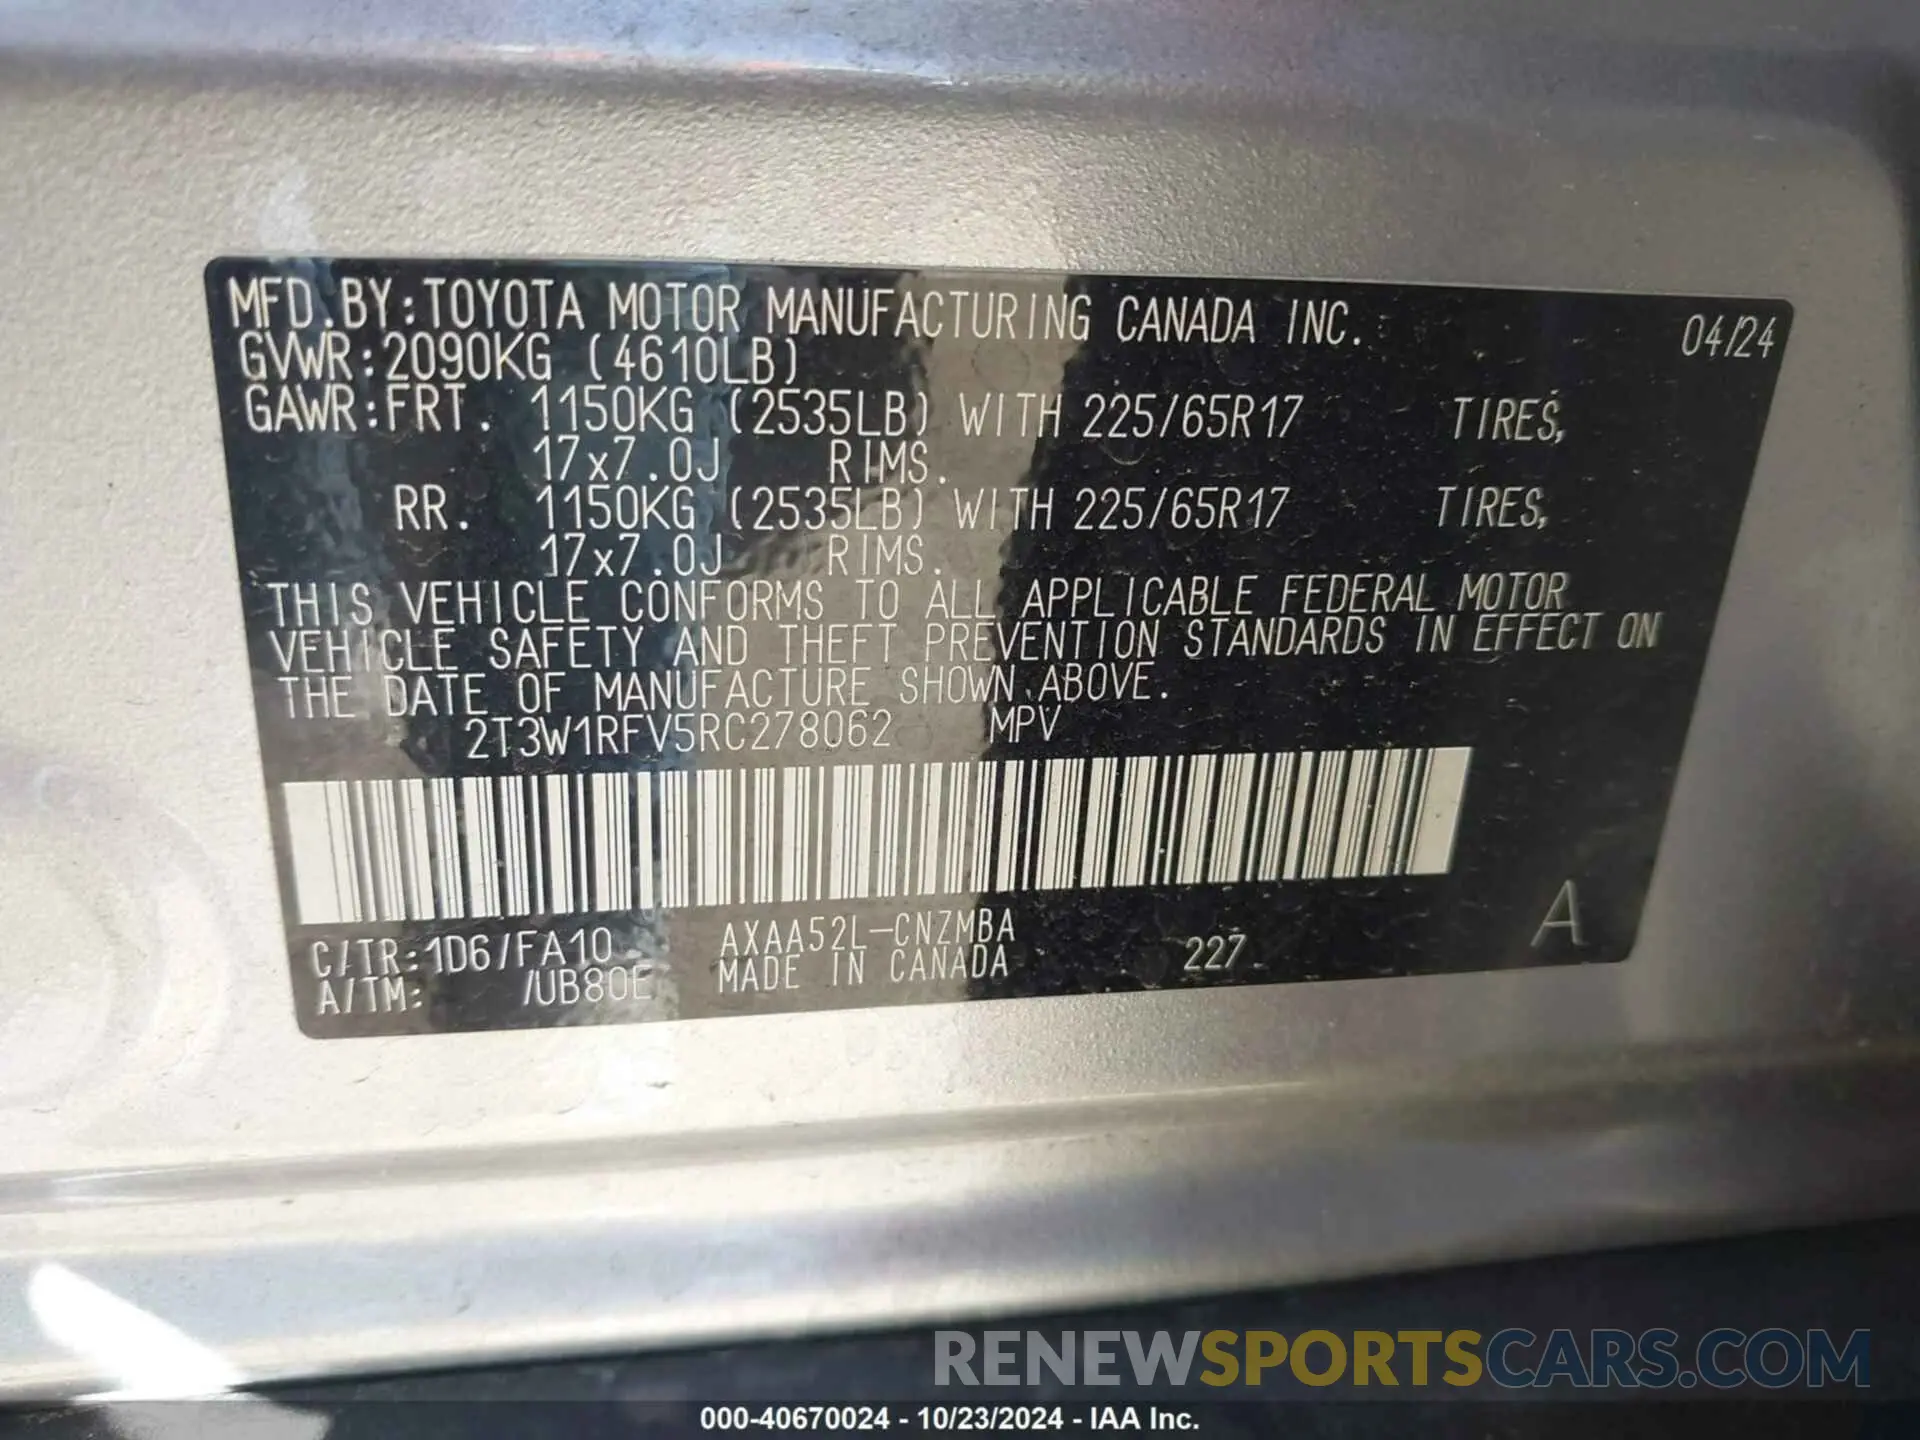 MFD.BY:TOYOTA MOTOR MANUFACTURING CANADA INC. 04/24
GVWR:2090KG (4610LB)
GAWR:FRT. 1150KG (2535LB) WITH 225/65R17 TIRES,
17x7.0J RIMS.
RR. 1150KG (2535LB) WITH 225/65R17 TIRES,
17x7.0J RIMS.
THIS VEHICLE CONFORMS TO ALL APPLICABLE FEDERAL MOTOR
VEHICLE SAFETY AND THEFT PREVENTION STANDARDS IN EFFECT ON
THE DATE OF MANUFACTURE SHOWN ABOVE.
2T3W1RFV5RC278062 MPV
C/TR:1D6/FA10 AXAA52L-CNZMBA 227 A
A/TM: /UB80E MADE IN CANADA
RENEWSPORTSCARS.COM
000-40670024 - 10/23/2024 - IAA Inc.